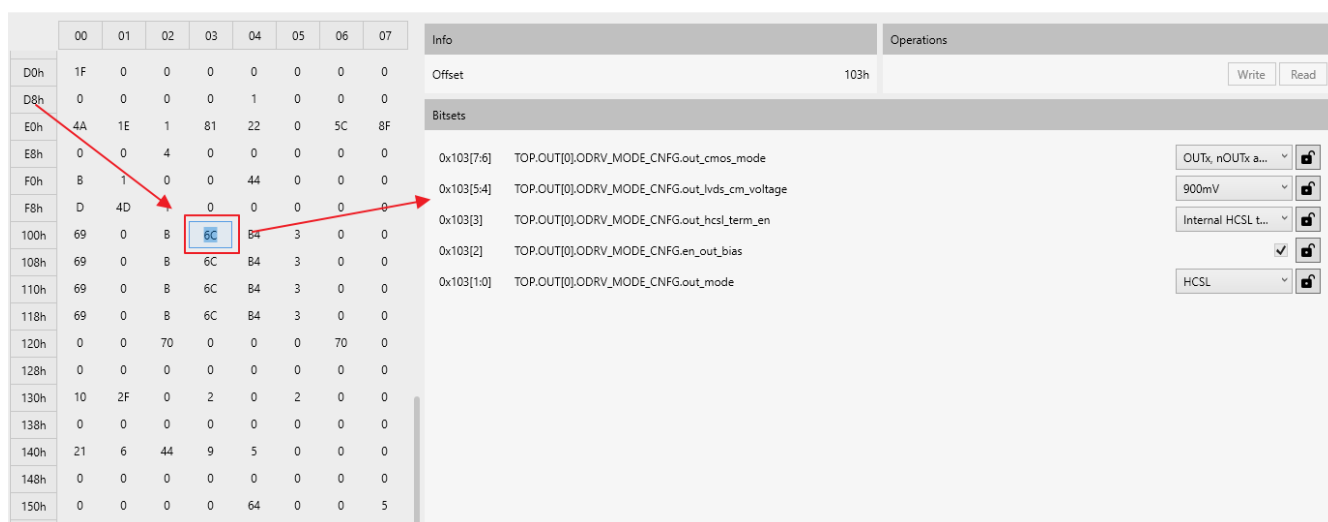 00 01 02 03 04 05 06 07
D0h 1F 0 0 0 0 0 0 0
D8h 0 0 0 0 1 0 0 0
E0h 4A 1E 1 81 22 0 5C 8F
E8h 0 0 4 0 0 0 0 0
F0h B 1 0 0 44 0 0 0
F8h D 4D 1 0 0 0 0 0
100h 69 0 B 6C B4 3 0 0
108h 69 0 B 6C B4 3 0 0
110h 69 0 B 6C B4 3 0 0
118h 69 0 B 6C B4 3 0 0
120h 0 0 70 0 0 0 70 0
128h 0 0 0 0 0 0 0 0
130h 10 2F 0 2 0 2 0 0
138h 0 0 0 0 0 0 0 0
140h 21 6 44 9 5 0 0 0
148h 0 0 0 0 0 0 0 0
150h 0 0 0 0 64 0 0 5
Info
Offset 103h
Operations
Write Read
Bitsets
0x103[7:6] TOP.OUT[0].ODRV_MODE_CNFG.out_cmos_mode OUTx, nOUTx a...
0x103[5:4] TOP.OUT[0].ODRV_MODE_CNFG.out_lvds_cm_voltage 900mV
0x103[3] TOP.OUT[0].ODRV_MODE_CNFG.out_hcsl_term_en Internal HCSL t...
0x103[2] TOP.OUT[0].ODRV_MODE_CNFG.en_out_bias
0x103[1:0] TOP.OUT[0].ODRV_MODE_CNFG.out_mode HCSL